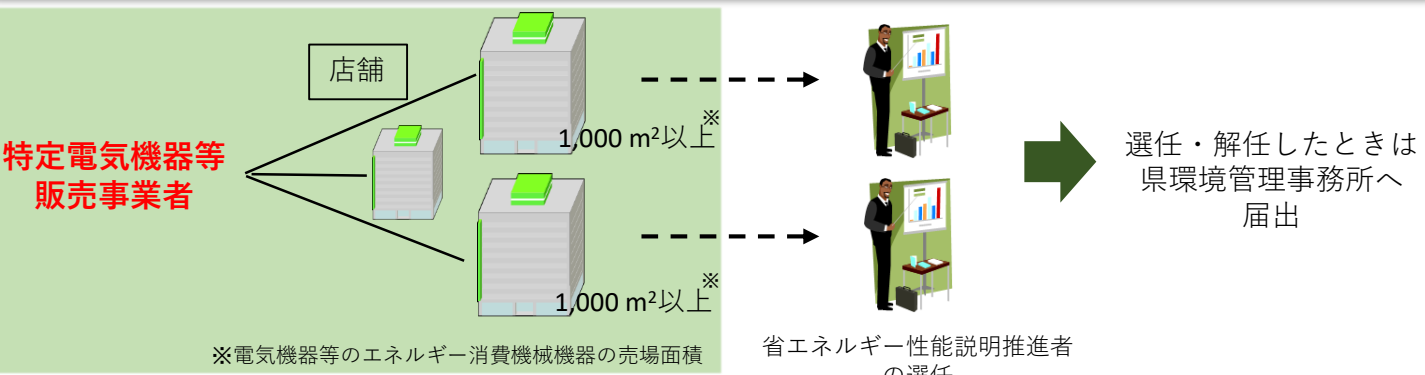 店舗
特定電気機器等
販売事業者
※
1,000 m²以上
※
1,000 m²以上
※電気機器等のエネルギー消費機械機器の売場面積
省エネルギー性能説明推進者
の選任
選任・解任したときは
県環境管理事務所へ
届出